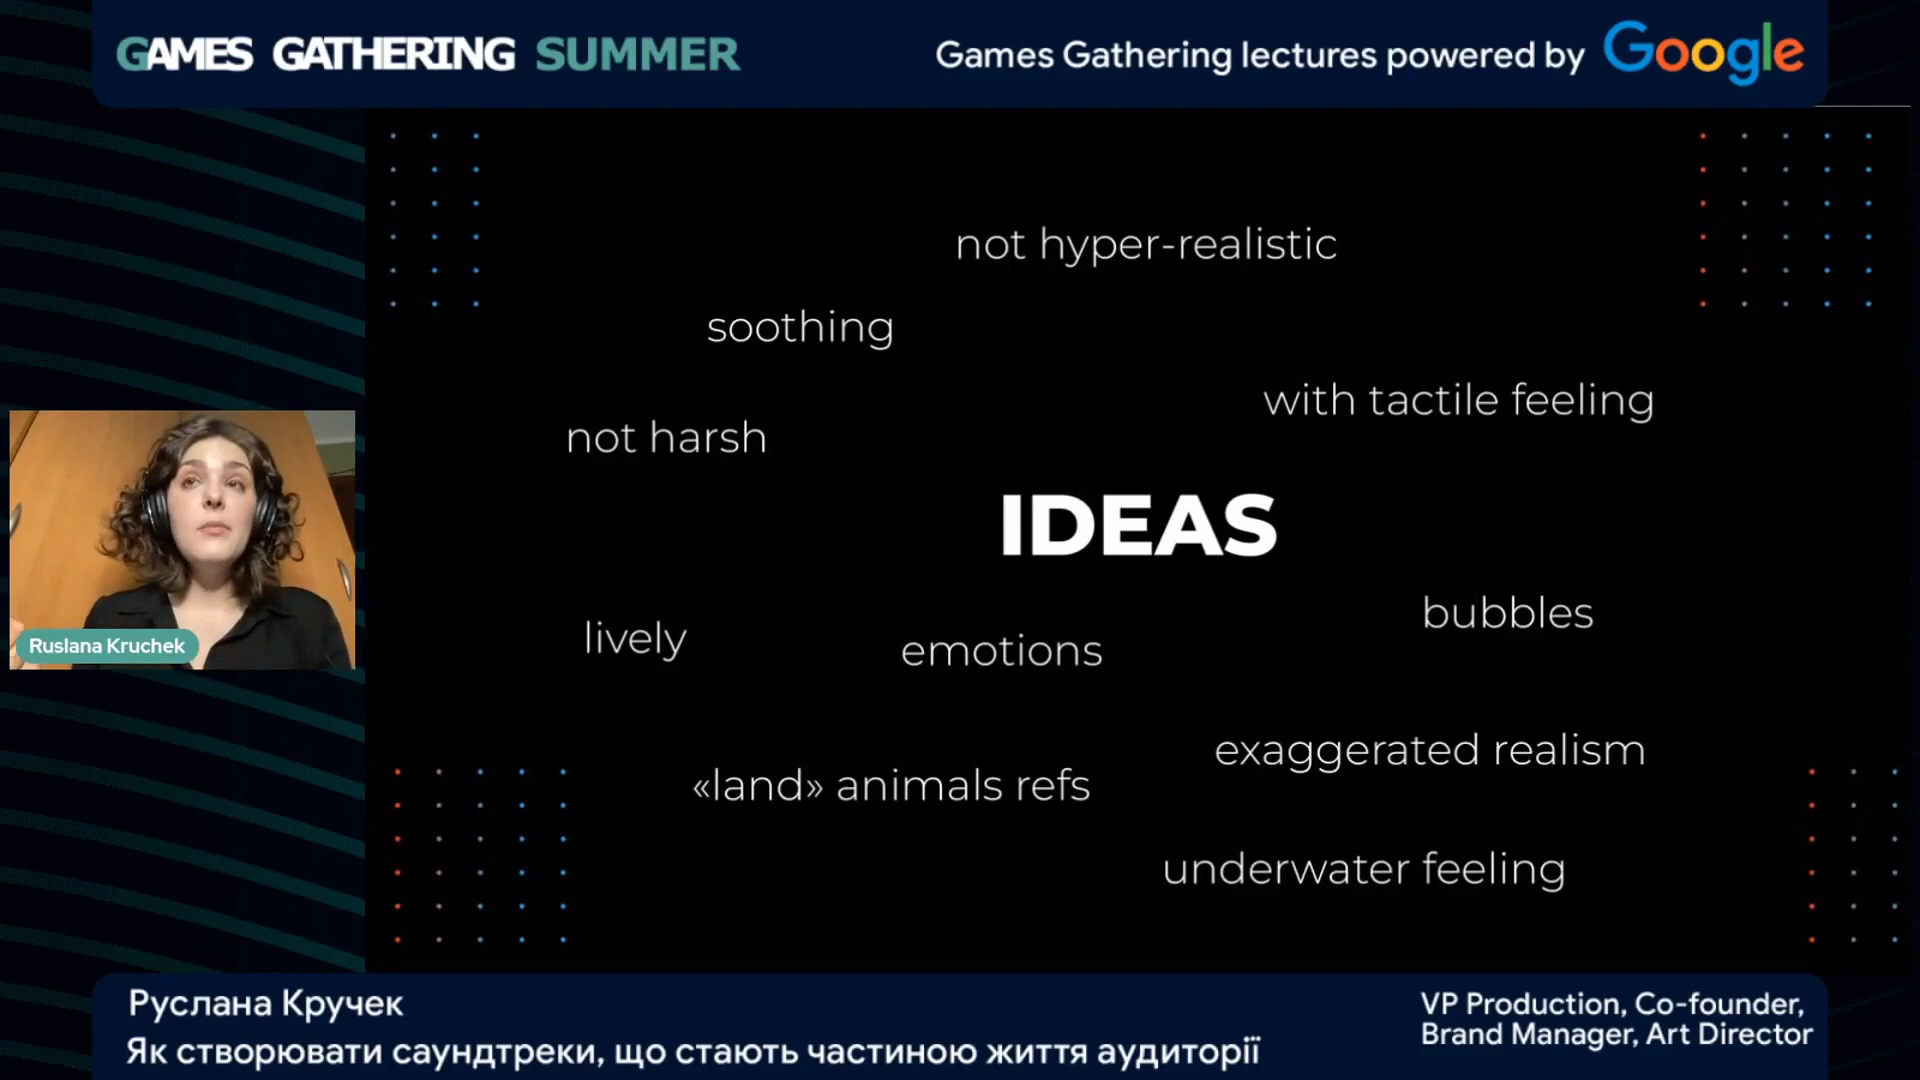 GAMES GATHERING SUMMER
Games Gathering lectures powered by Google
not hyper-realistic
soothing
with tactile feeling
not harsh
IDEAS
bubbles
lively
emotions
exaggerated realism
«land» animals refs
underwater feeling
Ruslana Kruchek
Руслана Кручек
Як створювати саундтреки, що стають частиною життя аудиторії
VP Production, Co-founder,
Brand Manager, Art Director